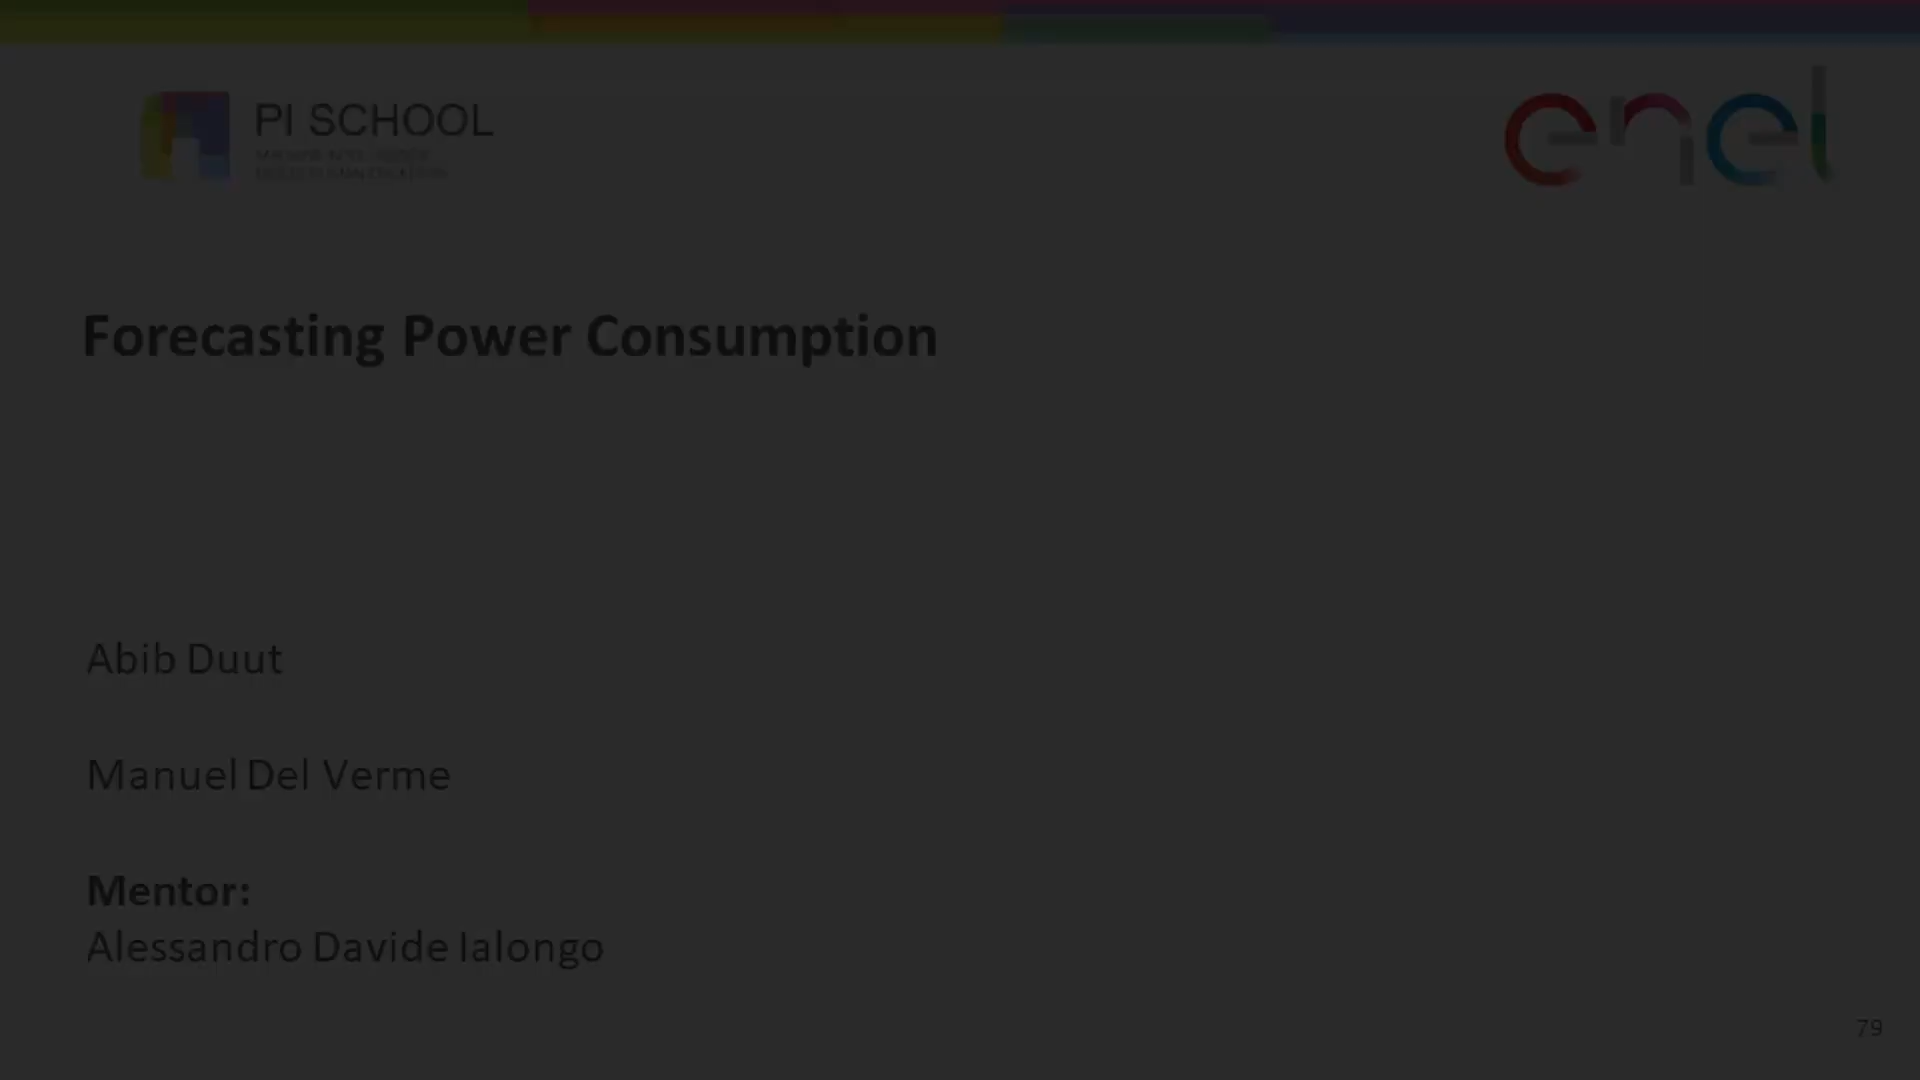 PI SCHOOL
enel
Forecasting Power Consumption
Abib Duut
Manuel Del Verme
Mentor:
Alessandro Davide Ialongo
79